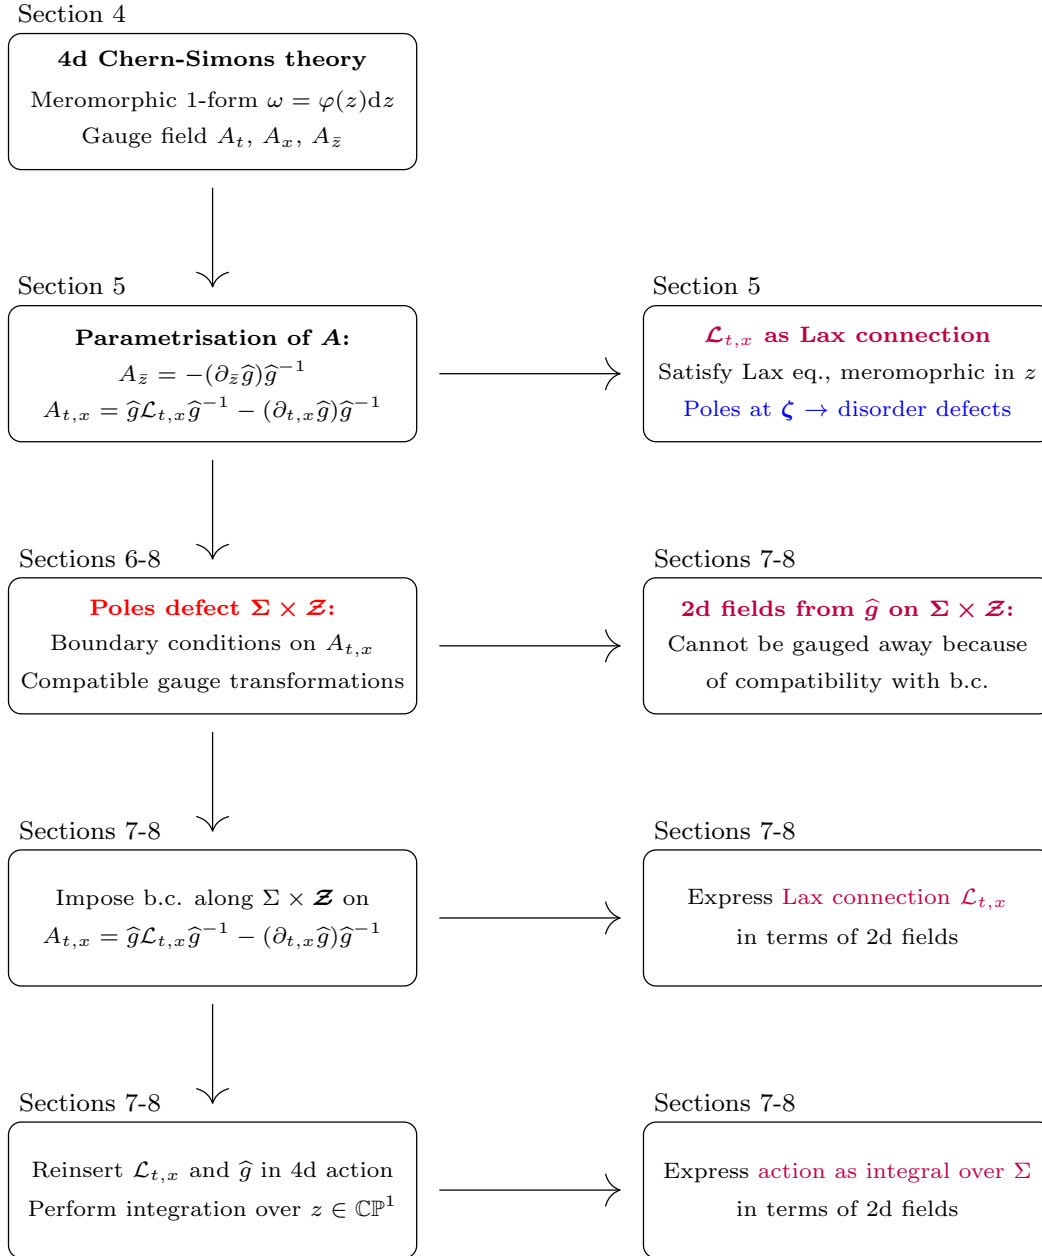 Section 4
4d Chern-Simons theory
Meromorphic 1-form ω = φ(z)dz
Gauge field A_t, A_x, A_z̄
Section 5
Parametrisation of A:
A_z̄ = −(∂_z̄ ĝ)ĝ⁻¹
A_{t,x} = ĝℒ_{t,x}ĝ⁻¹ − (∂_{t,x}ĝ)ĝ⁻¹
Section 5
ℒ_{t,x} as Lax connection
Satisfy Lax eq., meromoprhic in z
Poles at ζ → disorder defects
Sections 6-8
Poles defect Σ × 𝓩:
Boundary conditions on A_{t,x}
Compatible gauge transformations
Sections 7-8
2d fields from ĝ on Σ × 𝓩:
Cannot be gauged away because
of compatibility with b.c.
Sections 7-8
Impose b.c. along Σ × 𝓩 on
A_{t,x} = ĝℒ_{t,x}ĝ⁻¹ − (∂_{t,x}ĝ)ĝ⁻¹
Sections 7-8
Express Lax connection ℒ_{t,x}
in terms of 2d fields
Sections 7-8
Reinsert ℒ_{t,x} and ĝ in 4d action
Perform integration over z ∈ ℂℙ¹
Sections 7-8
Express action as integral over Σ
in terms of 2d fields